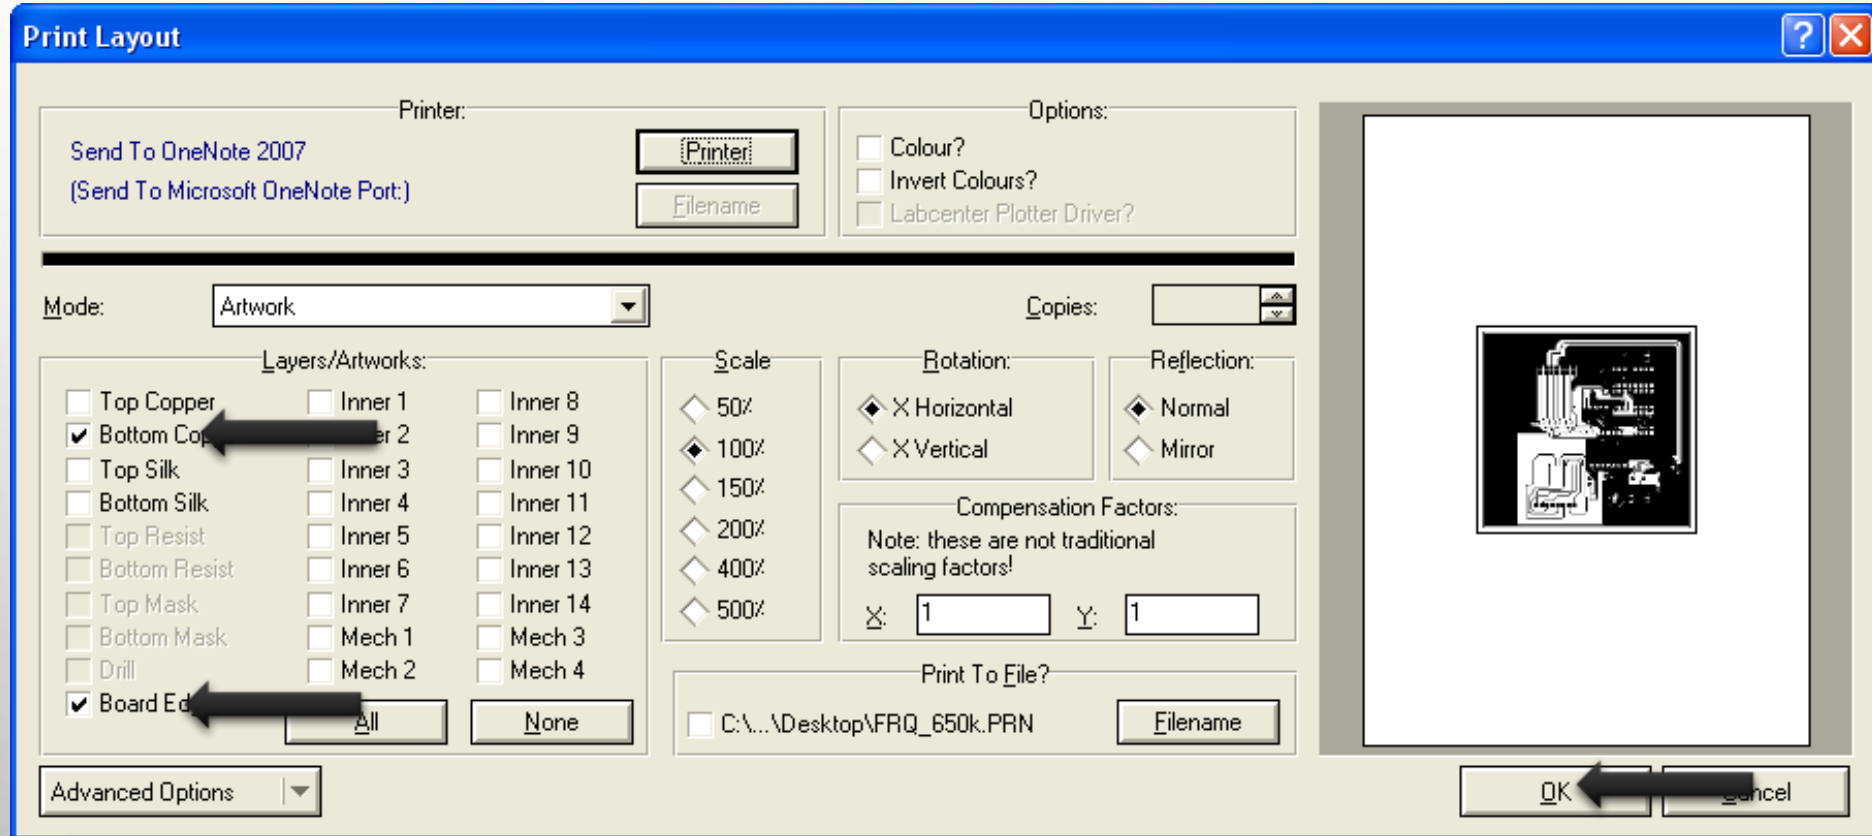 Print Layout
Printer:
Send To OneNote 2007
(Send To Microsoft OneNote Port:)
Printer
Filename
Options:
Colour?
Invert Colours?
Labcenter Plotter Driver?
Mode:
Artwork
Copies:
Layers/Artworks:
Top Copper
Bottom
Top Silk
Bottom Silk
Top Resist
Bottom Resist
Top Mask
Bottom Mask
Drill
Board
Inner 1
2
Inner 3
Inner 4
Inner 5
Inner 6
Inner 7
Mech 1
Mech 2
Inner 8
Inner 9
Inner 10
Inner 11
Inner 12
Inner 13
Inner 14
Mech 3
Mech 4
All
None
Scale
50%
100%
150%
200%
400%
500%
Rotation:
X Horizontal
X Vertical
Reflection:
Normal
Mirror
Compensation Factors:
Note: these are not traditional
scaling factors!
X: 1
Y: 1
Print To File?
C:\...\Desktop\FRQ_650k.PRN
Filename
Advanced Options
OK